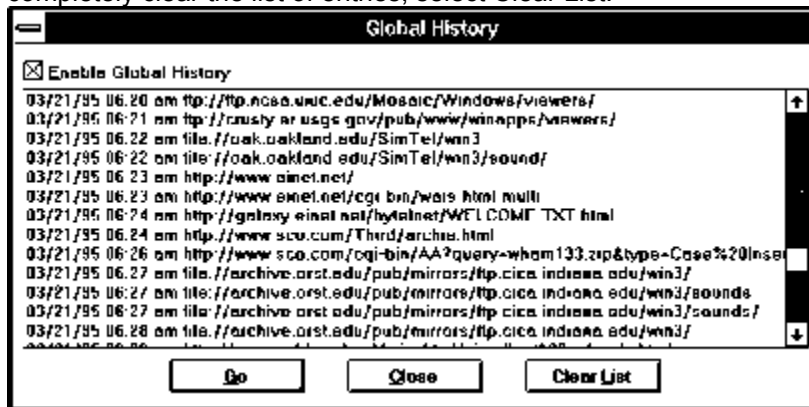 completely clear the list of entries, select Clear List.
Global History
Enable Global History
03/21/95 06:20 am ftp://ftp.ncsa.uiuc.edu/Mosaic/Windows/viewers/
03/21/95 06:21 am ftp://crusty.er.usgs.gov/pub/www/winapps/viewers/
03/21/95 06:22 am file://oak.oakland.edu/SimTel/win3
03/21/95 06:22 am file://oak.oakland.edu/SimTel/win3/sound/
03/21/95 06:23 am http://www.einet.net/
03/21/95 06:23 am http://www.einet.net/cgi-bin/wais-html-multi
03/21/95 06:24 am http://galaxy.einet.net/hytelnet/WELCOME.TXT.html
03/21/95 06:24 am http://www.sco.com/Third/archie.html
03/21/95 06:26 am http://www.sco.com/cgi-bin/AA?query=wham133.zip&type=Case%20Inse
03/21/95 06:27 am file://archive.orst.edu/pub/mirrors/ftp.cica.indiana.edu/win3/
03/21/95 06:27 am file://archive.orst.edu/pub/mirrors/ftp.cica.indiana.edu/win3/sounds
03/21/95 06:27 am file://archive.orst.edu/pub/mirrors/ftp.cica.indiana.edu/win3/sounds/
03/21/95 06:28 am file://archive.orst.edu/pub/mirrors/ftp.cica.indiana.edu/win3/
Go
Close
Clear List